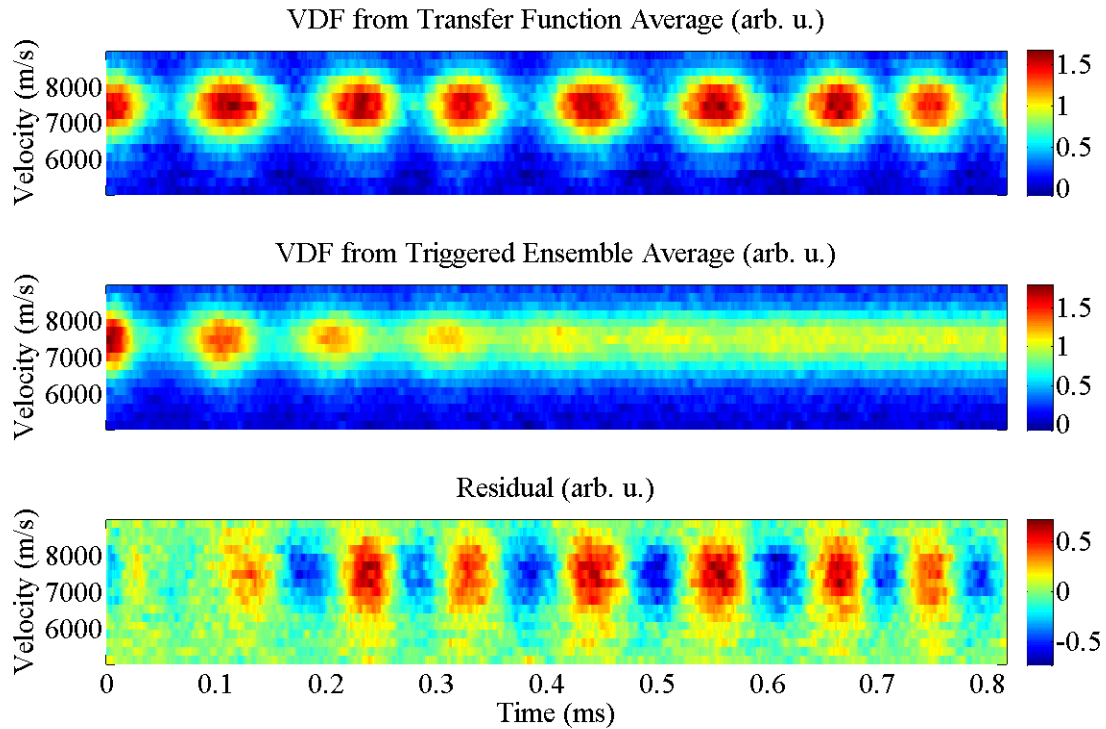 VDF from Transfer Function Average (arb. u.)
Velocity (m/s)
8000
7000
6000
1.5
1
0.5
0
VDF from Triggered Ensemble Average (arb. u.)
Velocity (m/s)
8000
7000
6000
1.5
1
0.5
0
Residual (arb. u.)
Velocity (m/s)
8000
7000
6000
0.5
0
-0.5
0 0.1 0.2 0.3 0.4 0.5 0.6 0.7 0.8
Time (ms)